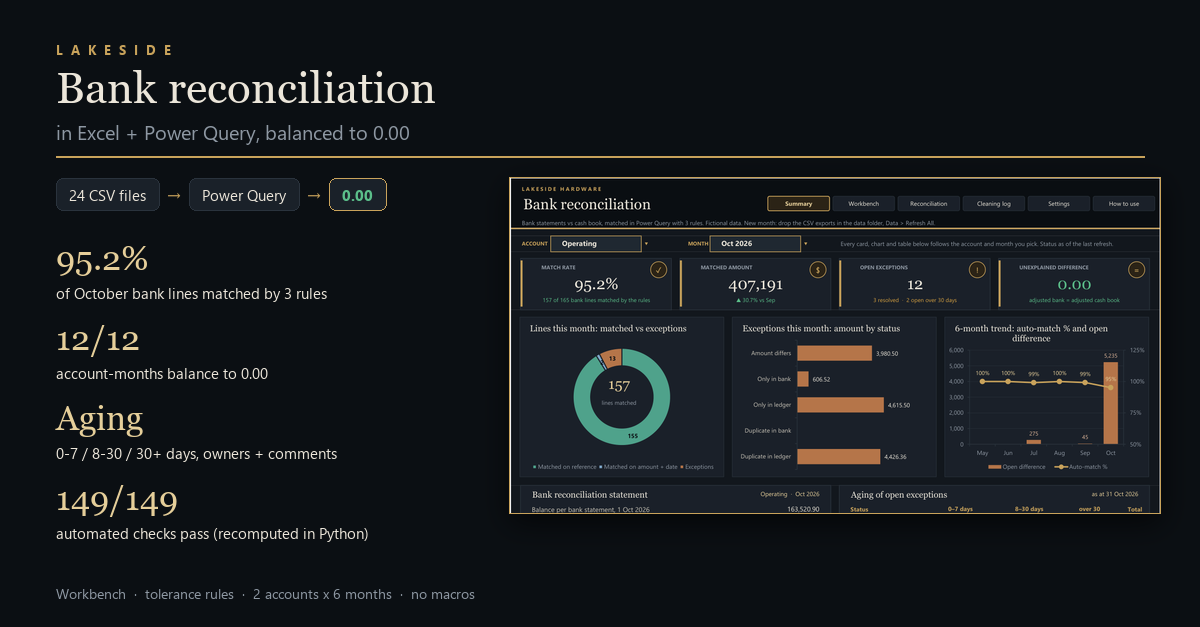 LAKESIDE
Bank reconciliation
in Excel + Power Query, balanced to 0.00
24 CSV files → Power Query → 0.00
95.2%
of October bank lines matched by 3 rules
12/12
account-months balance to 0.00
Aging
0-7 / 8-30 / 30+ days, owners + comments
149/149
automated checks pass (recomputed in Python)
Workbench · tolerance rules · 2 accounts x 6 months · no macros
LAKESIDE HARDWARE
Bank reconciliation
Summary Workbench Reconciliation Cleaning log Settings How to use
Bank statements vs cash book, matched in Power Query with 3 rules. Fictional data. New month: drop the CSV exports in the data folder, Data > Refresh All.
ACCOUNT Operating ▾ MONTH Oct 2026 ▾ Every card, chart and table below follows the account and month you pick. Status as of the last refresh.
MATCH RATE ✓
95.2%
157 of 165 bank lines matched by the rules
MATCHED AMOUNT $
407,191
▲ 30.7% vs Sep
OPEN EXCEPTIONS !
12
3 resolved · 2 open over 30 days
UNEXPLAINED DIFFERENCE =
0.00
adjusted bank = adjusted cash book
Lines this month: matched vs exceptions
13
157
lines matched
155
Matched on reference Matched on amount + date Exceptions
Exceptions this month: amount by status
Amount differs 3,980.50
Only in bank 606.52
Only in ledger 4,615.50
Duplicate in bank
Duplicate in ledger 4,426.36
6-month trend: auto-match % and open
difference
6,000 5,235 125%
5,000
4,000 100% 100% 99% 100% 99% 95% 100%
3,000
2,000 75%
1,000 275 45
0 50%
May Jun Jul Aug Sep Oct
Open difference Auto-match %
Bank reconciliation statement Operating · Oct 2026
Balance per bank statement, 1 Oct 2026 163,520.90
Aging of open exceptions as at 31 Oct 2026
Status 0-7 days 8-30 days over 30 Total